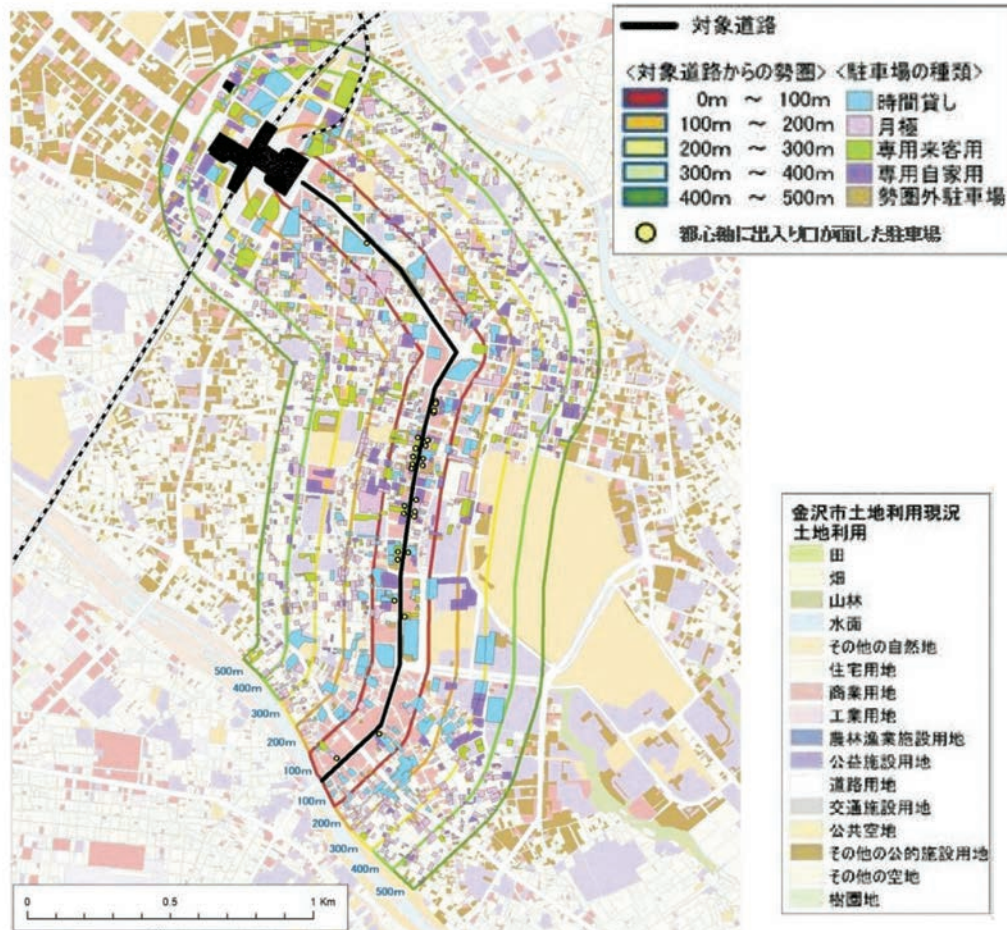 対象道路
<対象道路からの勢圏> <駐車場の種類>
0m ～ 100m
100m ～ 200m
200m ～ 300m
300m ～ 400m
400m ～ 500m
時間貸し
月極
専用来客用
専用自家用
勢圏外駐車場
都心軸に出入り口が面した駐車場
金沢市土地利用現況
土地利用
田
畑
山林
水面
その他の自然地
住宅用地
商業用地
工業用地
農林漁業施設用地
公益施設用地
道路用地
交通施設用地
公共空地
その他の公的施設用地
その他の空地
樹園地
500m
400m
300m
200m
100m
100m
200m
300m
400m
500m
0 0.5 1 Km